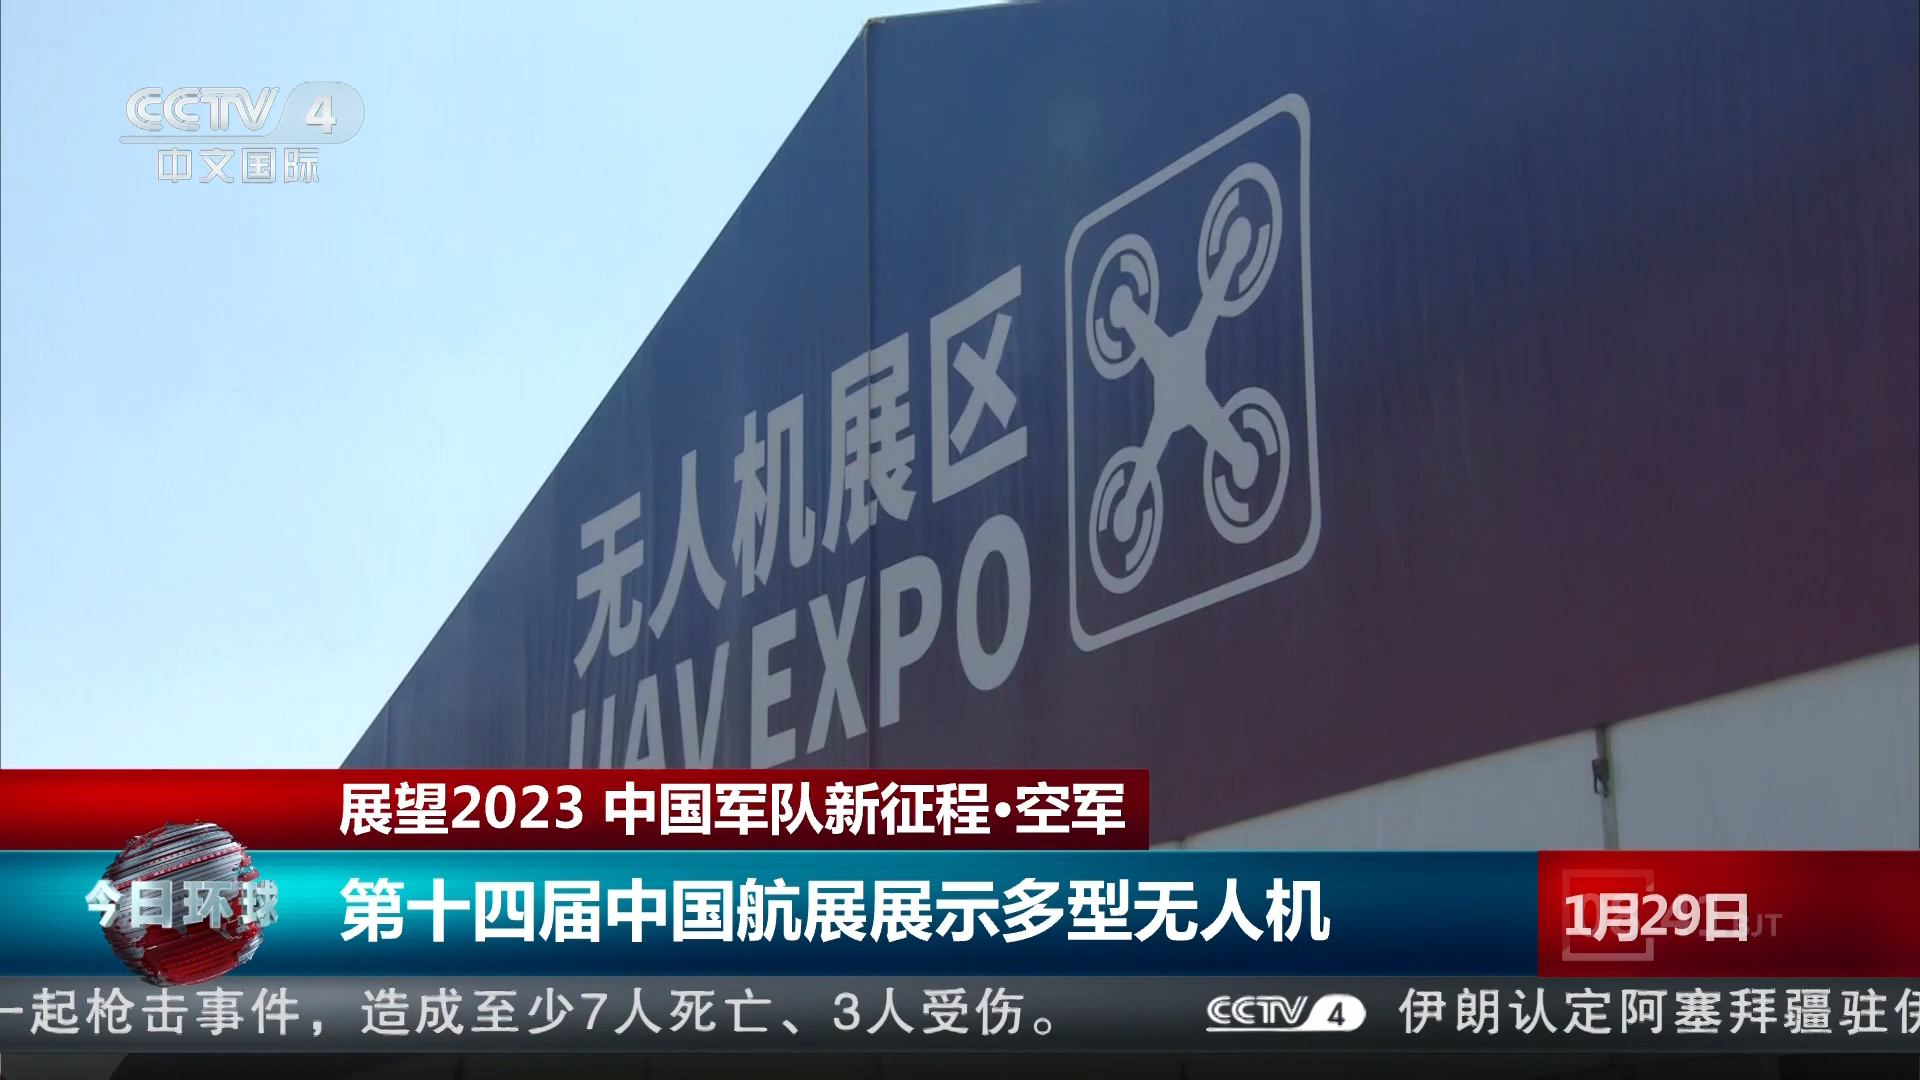 CCTV 4
中文国际
无人机展区
UAV EXPO
展望2023 中国军队新征程·空军
今日环球
第十四届中国航展展示多型无人机
1月29日
BJT
一起枪击事件，造成至少7人死亡、3人受伤。
CCTV 4
伊朗认定阿塞拜疆驻伊